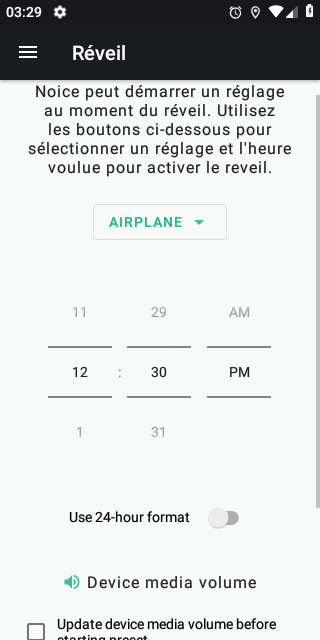 03:29
Réveil
Noice peut démarrer un réglage
au moment du réveil. Utilisez
les boutons ci-dessous pour
sélectionner un réglage et l'heure
voulue pour activer le reveil.
AIRPLANE
11 29 AM
12 : 30 PM
1 31
Use 24-hour format
Device media volume
Update device media volume before
starting preset